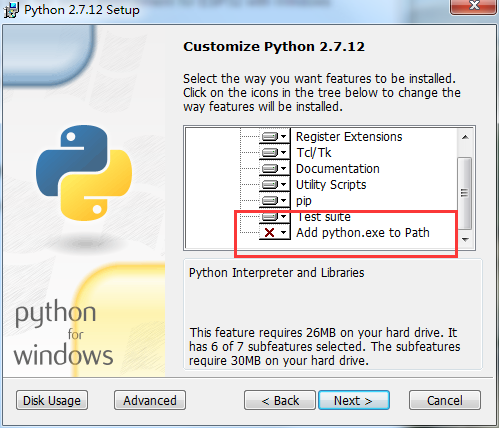 Python 2.7.12 Setup
Customize Python 2.7.12
Select the way you want features to be installed.
Click on the icons in the tree below to change the
way features will be installed.
Register Extensions
Tcl/Tk
Documentation
Utility Scripts
pip
Test suite
Add python.exe to Path
Python Interpreter and Libraries
This feature requires 26MB on your hard drive. It
has 6 of 7 subfeatures selected. The subfeatures
require 30MB on your hard drive.
python
for
windows
Disk Usage
Advanced
< Back
Next >
Cancel